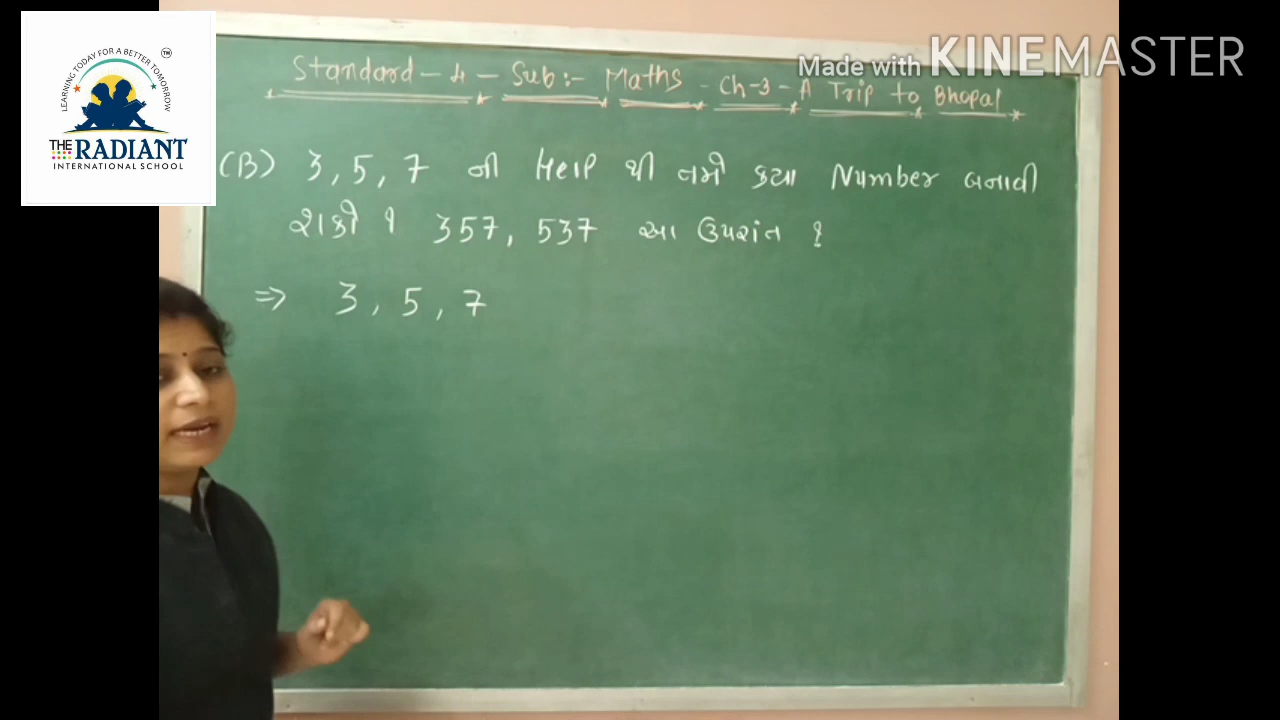 LEARNING TODAY FOR A BETTER TOMORROW
TM
THE RADIANT
INTERNATIONAL SCHOOL
Made with KINEMASTER
Standard - 4 - Sub:- Maths - Ch-3 - A Trip to Bhopal
(B) 3, 5, 7 ની Help થી તમે કયા Number બનાવી
શકો ? 357, 537 આ ઉપરાંત ?
⇒ 3, 5, 7